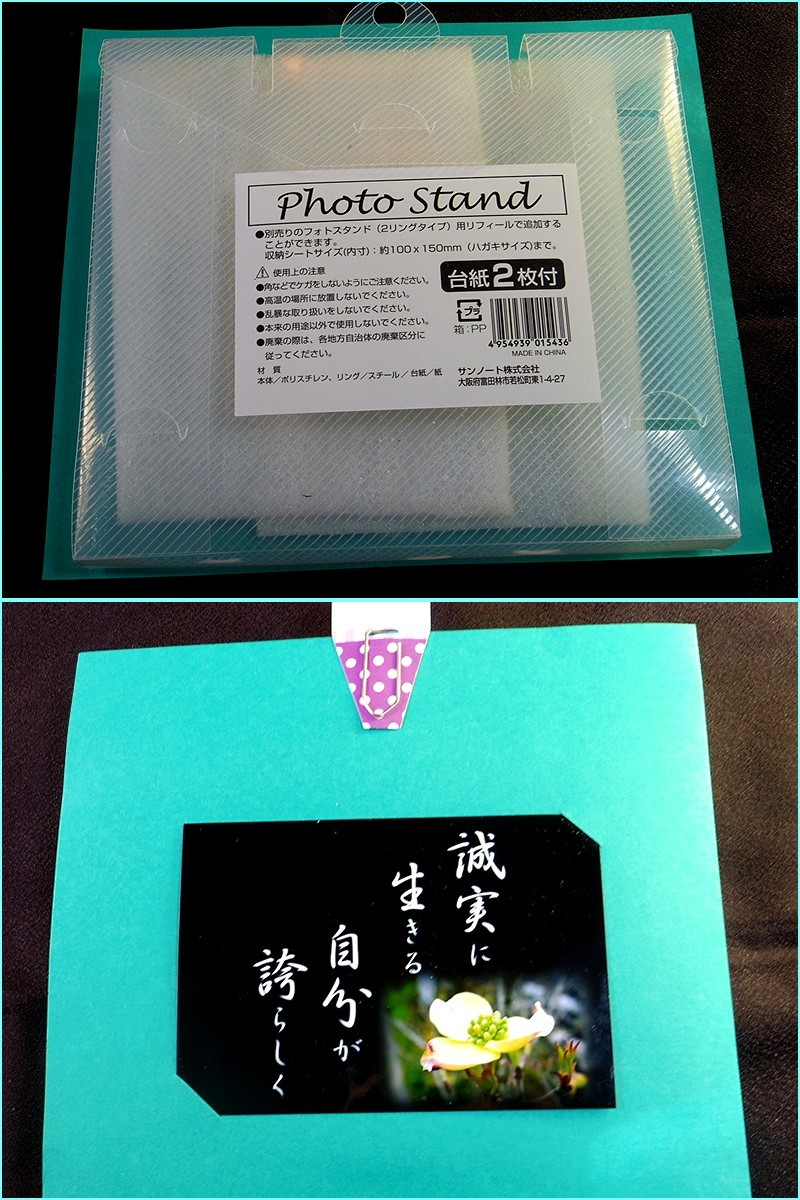 Photo Stand
●別売りのフォトスタンド（2リングタイプ）用リフィールで追加する
ことができます。
収納シートサイズ(内寸)：約100x150mm（ハガキサイズ)まで。
使用上の注意
●角などでケガをしないようにご注意ください。
●高温の場所に放置しないでください。
●乱暴な取り扱いをしないでください。
●本来の用途以外で使用しないでください。
●廃棄の際は、各地方自治体の廃棄区分に
従ってください。
材質
本体／ポリスチレン、リング／スチール／台紙／紙
台紙2枚付
プラ
箱：PP
4 954939 015436
MADE IN CHINA
サンノート株式会社
大阪府富田林市若松町東1-4-27
誠実に
生きる
自分が
誇らしく